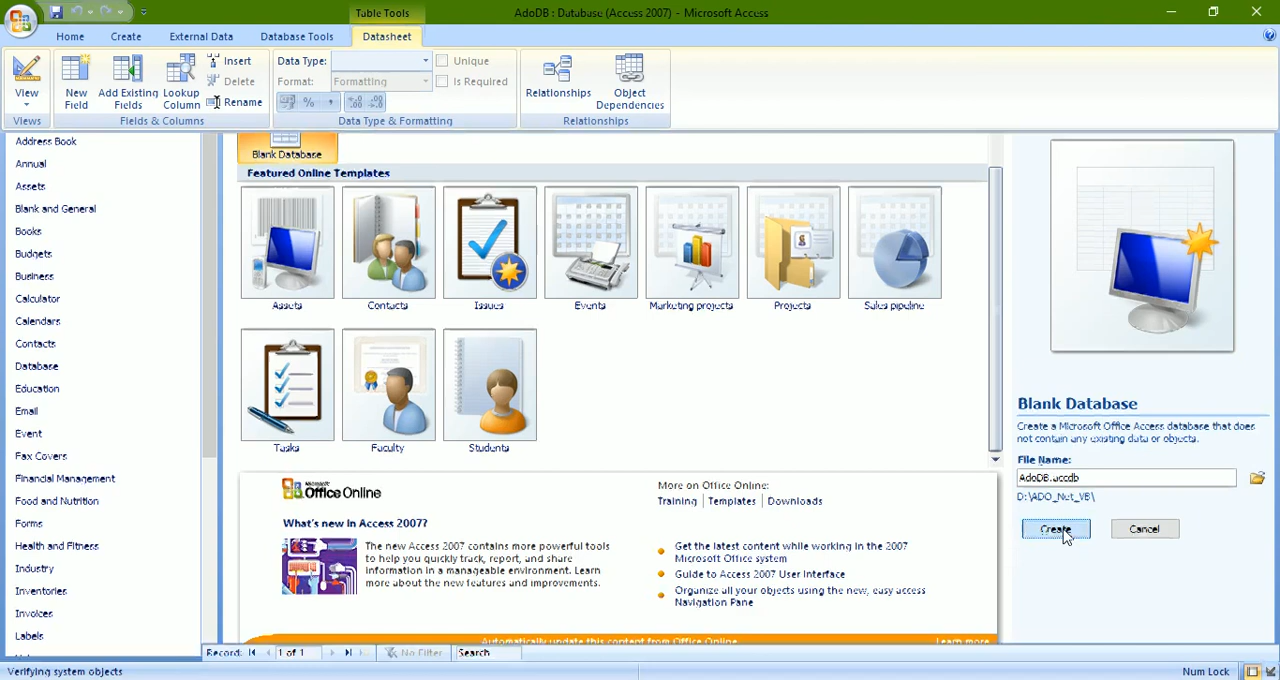 Table Tools
AdoDB : Database (Access 2007) - Microsoft Access
Home
Create
External Data
Database Tools
Datasheet
View
New Field
Add Existing Fields
Lookup Column
Insert
Delete
Rename
Data Type:
Unique
Format:
Formatting
Is Required
%
Relationships
Object Dependencies
Views
Fields & Columns
Data Type & Formatting
Relationships
Address Book
Annual
Assets
Blank and General
Books
Budgets
Business
Calculator
Calendars
Contacts
Database
Education
Email
Event
Fax Covers
Financial Management
Food and Nutrition
Forms
Health and Fitness
Industry
Inventories
Invoices
Labels
Blank Database
Featured Online Templates
Assets
Contacts
Issues
Events
Marketing projects
Projects
Sales pipeline
Tasks
Faculty
Students
Microsoft
Office Online
What's new in Access 2007?
The new Access 2007 contains more powerful tools
to help you quickly track, report, and share
information in a manageable environment. Learn
more about the new features and improvements.
More on Office Online:
Training | Templates | Downloads
Get the latest content while working in the 2007
Microsoft Office system
Guide to Access 2007 User Interface
Organize all your objects using the new, easy access
Navigation Pane
Automatically update this content from Office Online
Learn more
Blank Database
Create a Microsoft Office Access database that does
not contain any existing data or objects.
File Name:
AdoDB.accdb
D:\ADO_Net_VB\
Create
Cancel
Record:
1 of 1
No Filter
Search
Verifying system objects
Num Lock